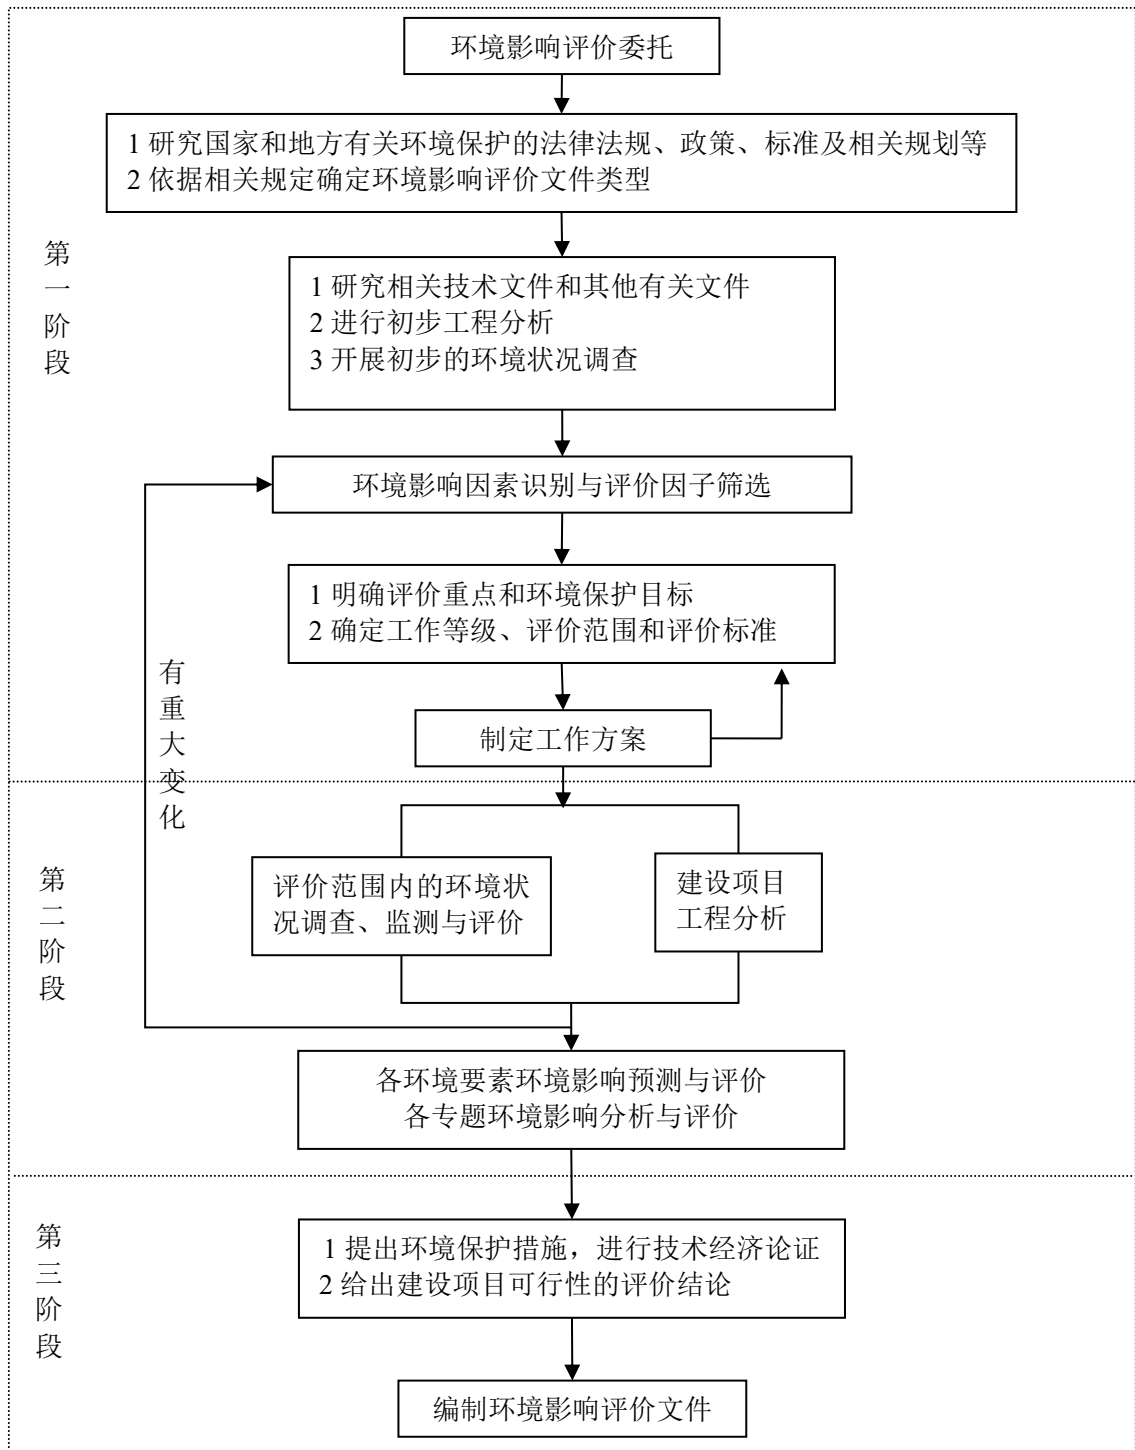 环境影响评价委托
1 研究国家和地方有关环境保护的法律法规、政策、标准及相关规划等
2 依据相关规定确定环境影响评价文件类型
第一阶段
1 研究相关技术文件和其他有关文件
2 进行初步工程分析
3 开展初步的环境状况调查
环境影响因素识别与评价因子筛选
1 明确评价重点和环境保护目标
2 确定工作等级、评价范围和评价标准
有重大变化
制定工作方案
第二阶段
评价范围内的环境状
况调查、监测与评价
建设项目
工程分析
各环境要素环境影响预测与评价
各专题环境影响分析与评价
第三阶段
1 提出环境保护措施，进行技术经济论证
2 给出建设项目可行性的评价结论
编制环境影响评价文件